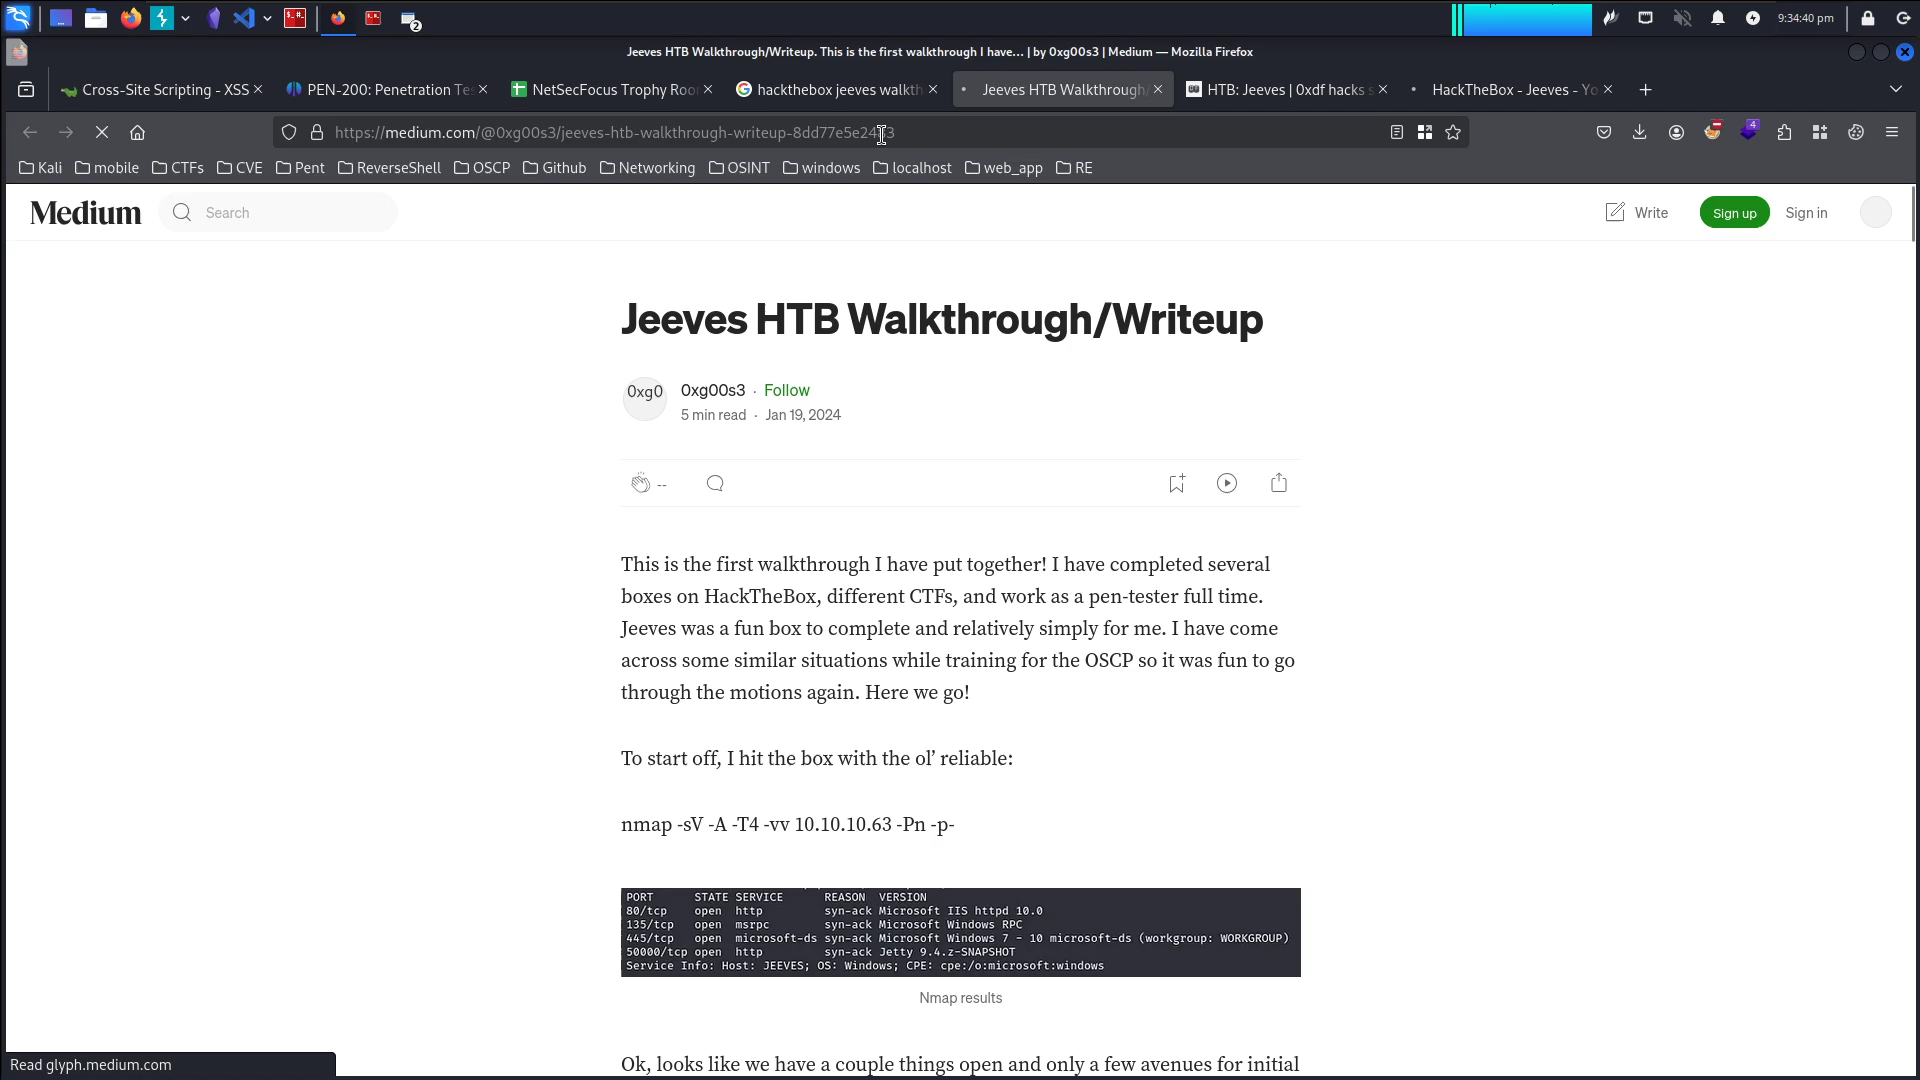 2
9:34:40 pm
Jeeves HTB Walkthrough/Writeup. This is the first walkthrough I have... | by 0xg00s3 | Medium — Mozilla Firefox
Cross-Site Scripting - XSS
PEN-200: Penetration Te
NetSecFocus Trophy Roo
hackthebox jeeves walkth
Jeeves HTB Walkthrough/
HTB: Jeeves | 0xdf hacks s
HackTheBox - Jeeves - Yo
https://medium.com/@0xg00s3/jeeves-htb-walkthrough-writeup-
4
Kali
mobile
CTFs
CVE
Pent
ReverseShell
OSCP
Github
Networking
OSINT
windows
localhost
web_app
RE
Medium
Search
Write
Sign up
Sign in
Jeeves HTB Walkthrough/Writeup
0xg0
0xg00s3 · Follow
5 min read · Jan 19, 2024
--
This is the first walkthrough I have put together! I have completed several
boxes on HackTheBox, different CTFs, and work as a pen-tester full time.
Jeeves was a fun box to complete and relatively simply for me. I have come
across some similar situations while training for the OSCP so it was fun to go
through the motions again. Here we go!
To start off, I hit the box with the ol’ reliable:
nmap -sV -A -T4 -vv 10.10.10.63 -Pn -p-
PORT STATE SERVICE REASON VERSION
80/tcp open http syn-ack Microsoft IIS httpd 10.0
135/tcp open msrpc syn-ack Microsoft Windows RPC
445/tcp open microsoft-ds syn-ack Microsoft Windows 7 - 10 microsoft-ds (workgroup: WORKGROUP)
50000/tcp open http syn-ack Jetty 9.4.z-SNAPSHOT
Service Info: Host: JEEVES; OS: Windows; CPE: cpe:/o:microsoft:windows
Nmap results
Ok, looks like we have a couple things open and only a few avenues for initial
Read glyph.medium.com